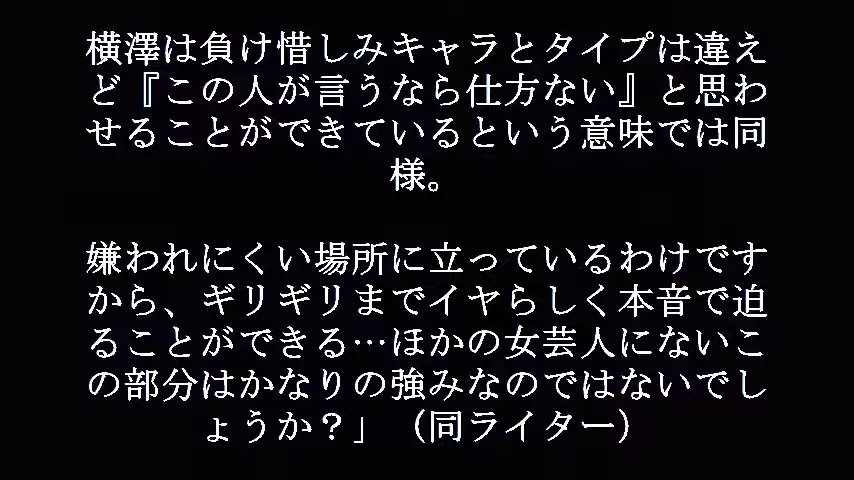 横澤は負け惜しみキャラとタイプは違え
ど『この人が言うなら仕方ない』と思わ
せることができているという意味では同
様。
嫌われにくい場所に立っているわけです
から、ギリギリまでイヤらしく本音で迫
ることができる…ほかの女芸人にないこ
の部分はかなりの強みなのではないでし
ょうか？」（同ライター）